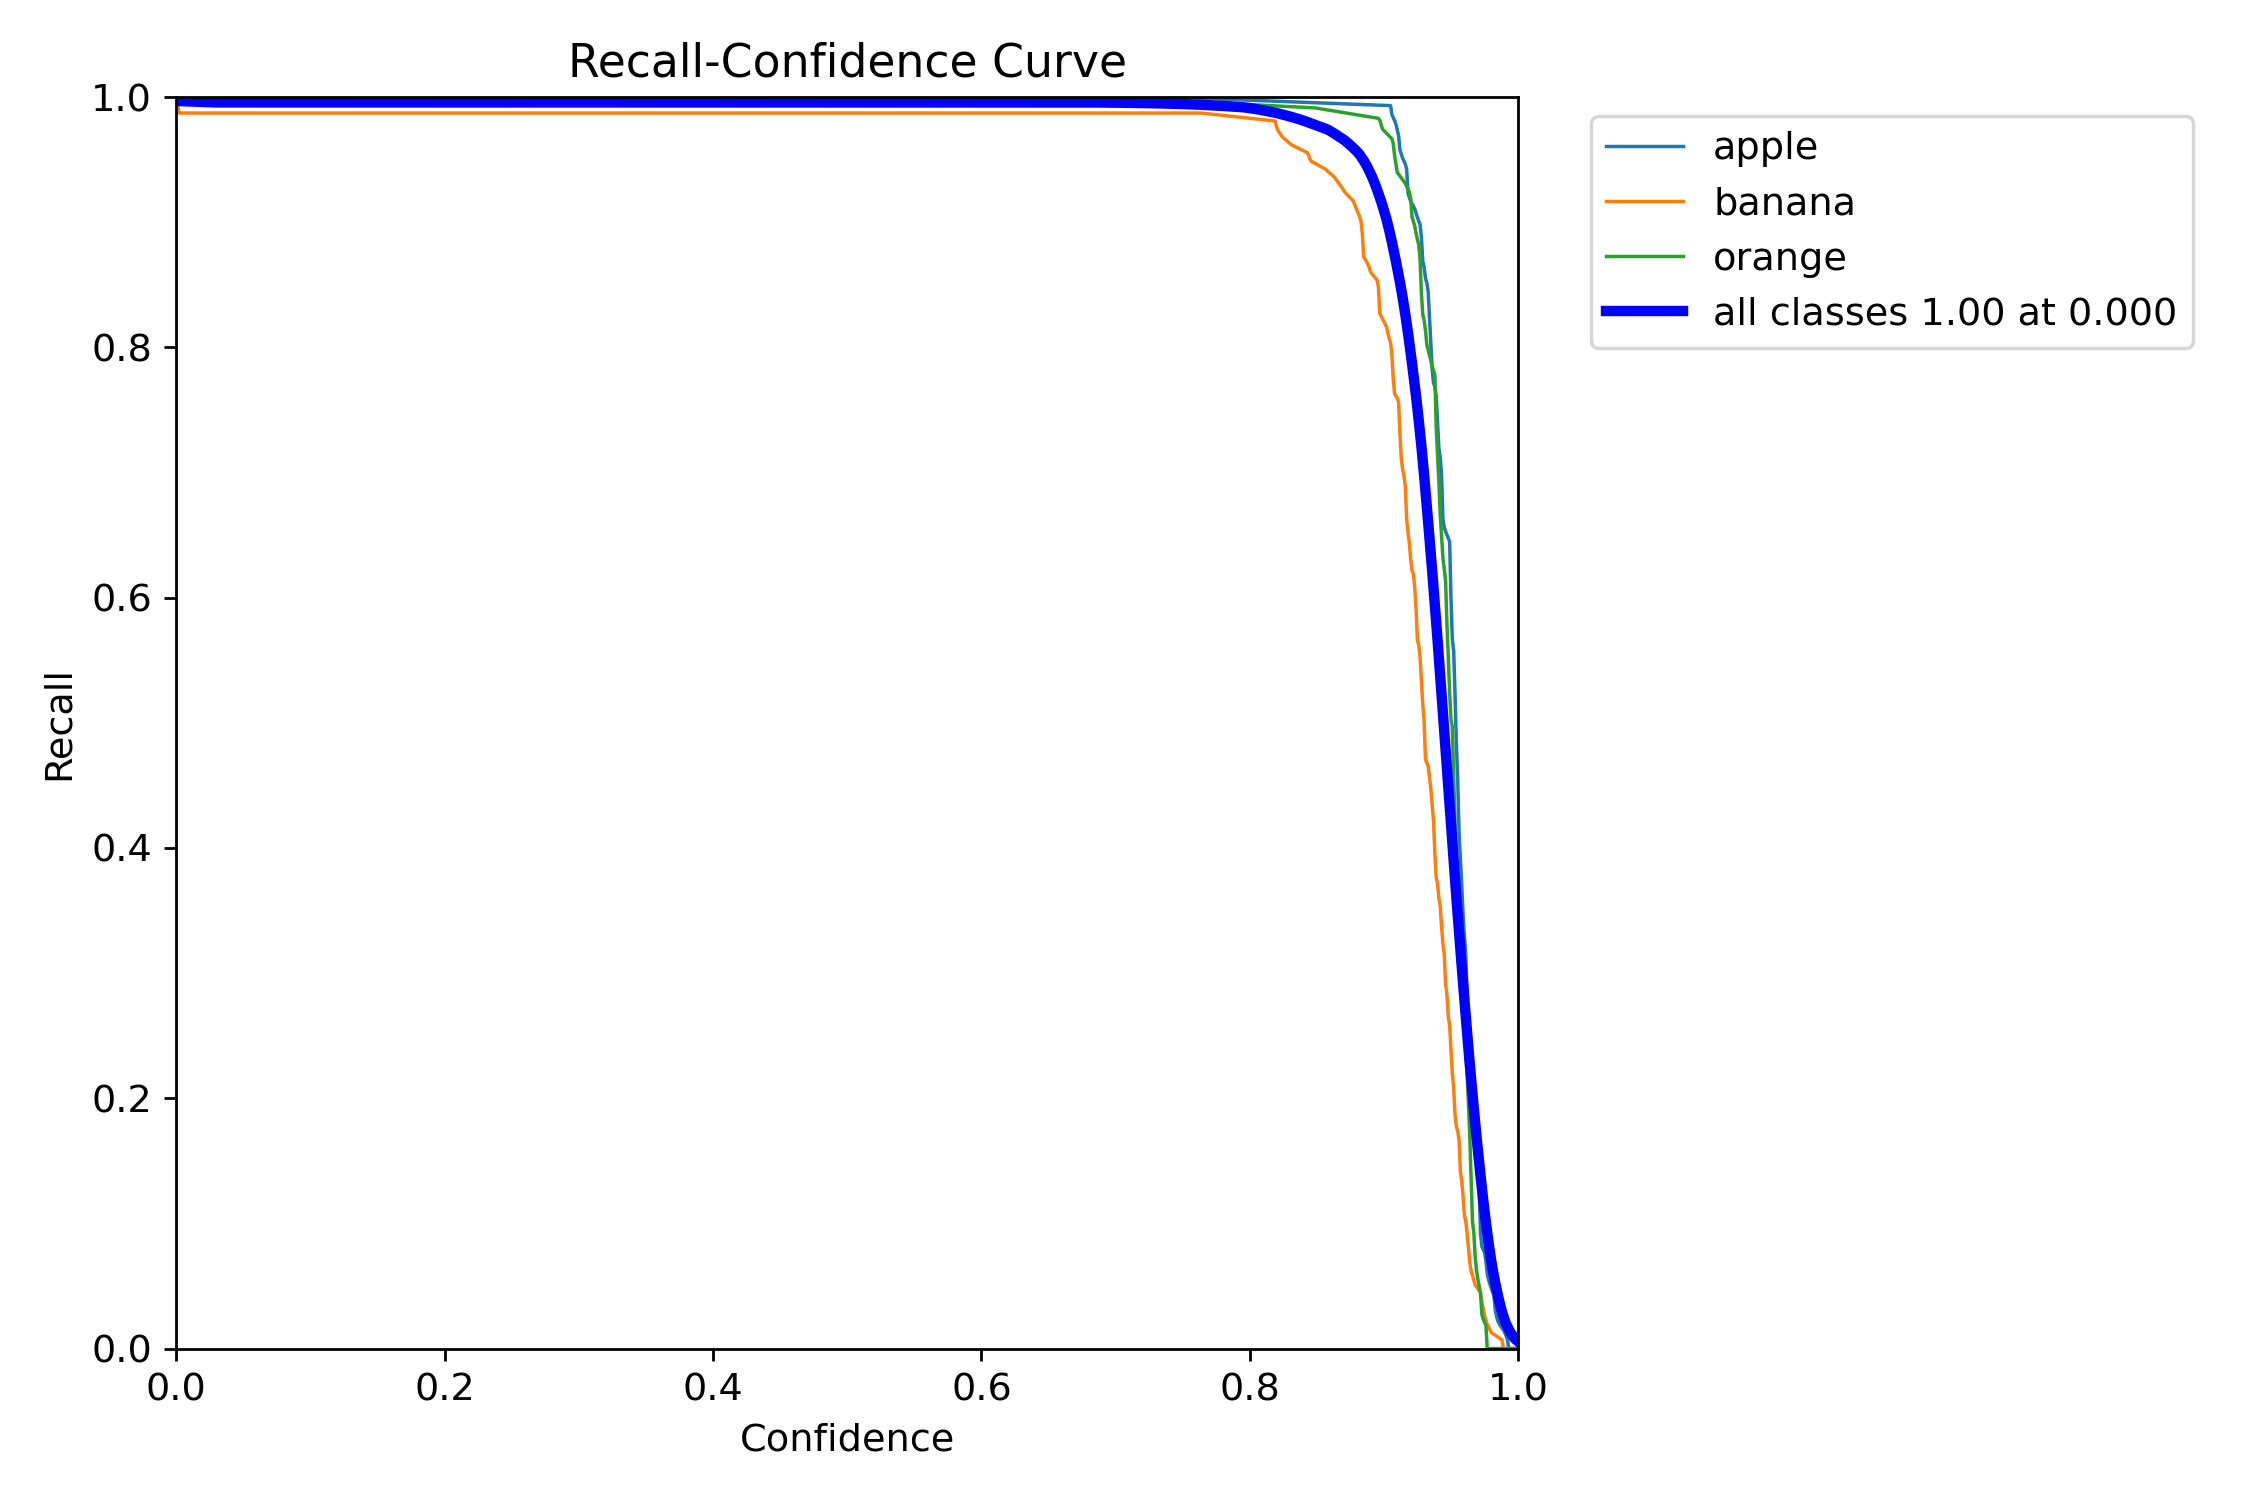 Recall-Confidence Curve
1.0
0.8
0.6
0.4
0.2
0.0
Recall
0.0 0.2 0.4 0.6 0.8 1.0
Confidence
apple
banana
orange
all classes 1.00 at 0.000